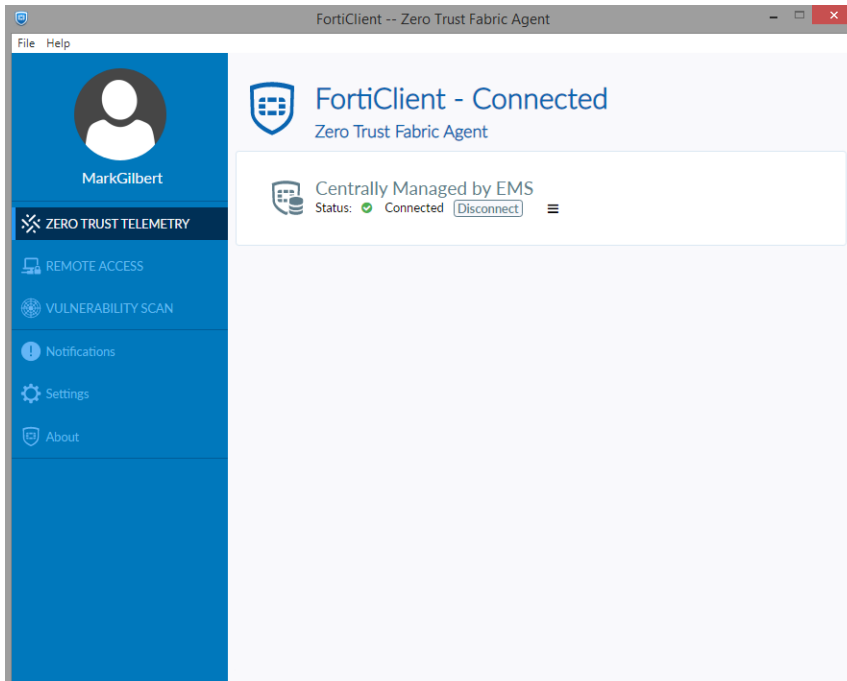 FortiClient -- Zero Trust Fabric Agent
File Help
MarkGilbert
ZERO TRUST TELEMETRY
REMOTE ACCESS
VULNERABILITY SCAN
Notifications
Settings
About
FortiClient - Connected
Zero Trust Fabric Agent
Centrally Managed by EMS
Status: Connected Disconnect